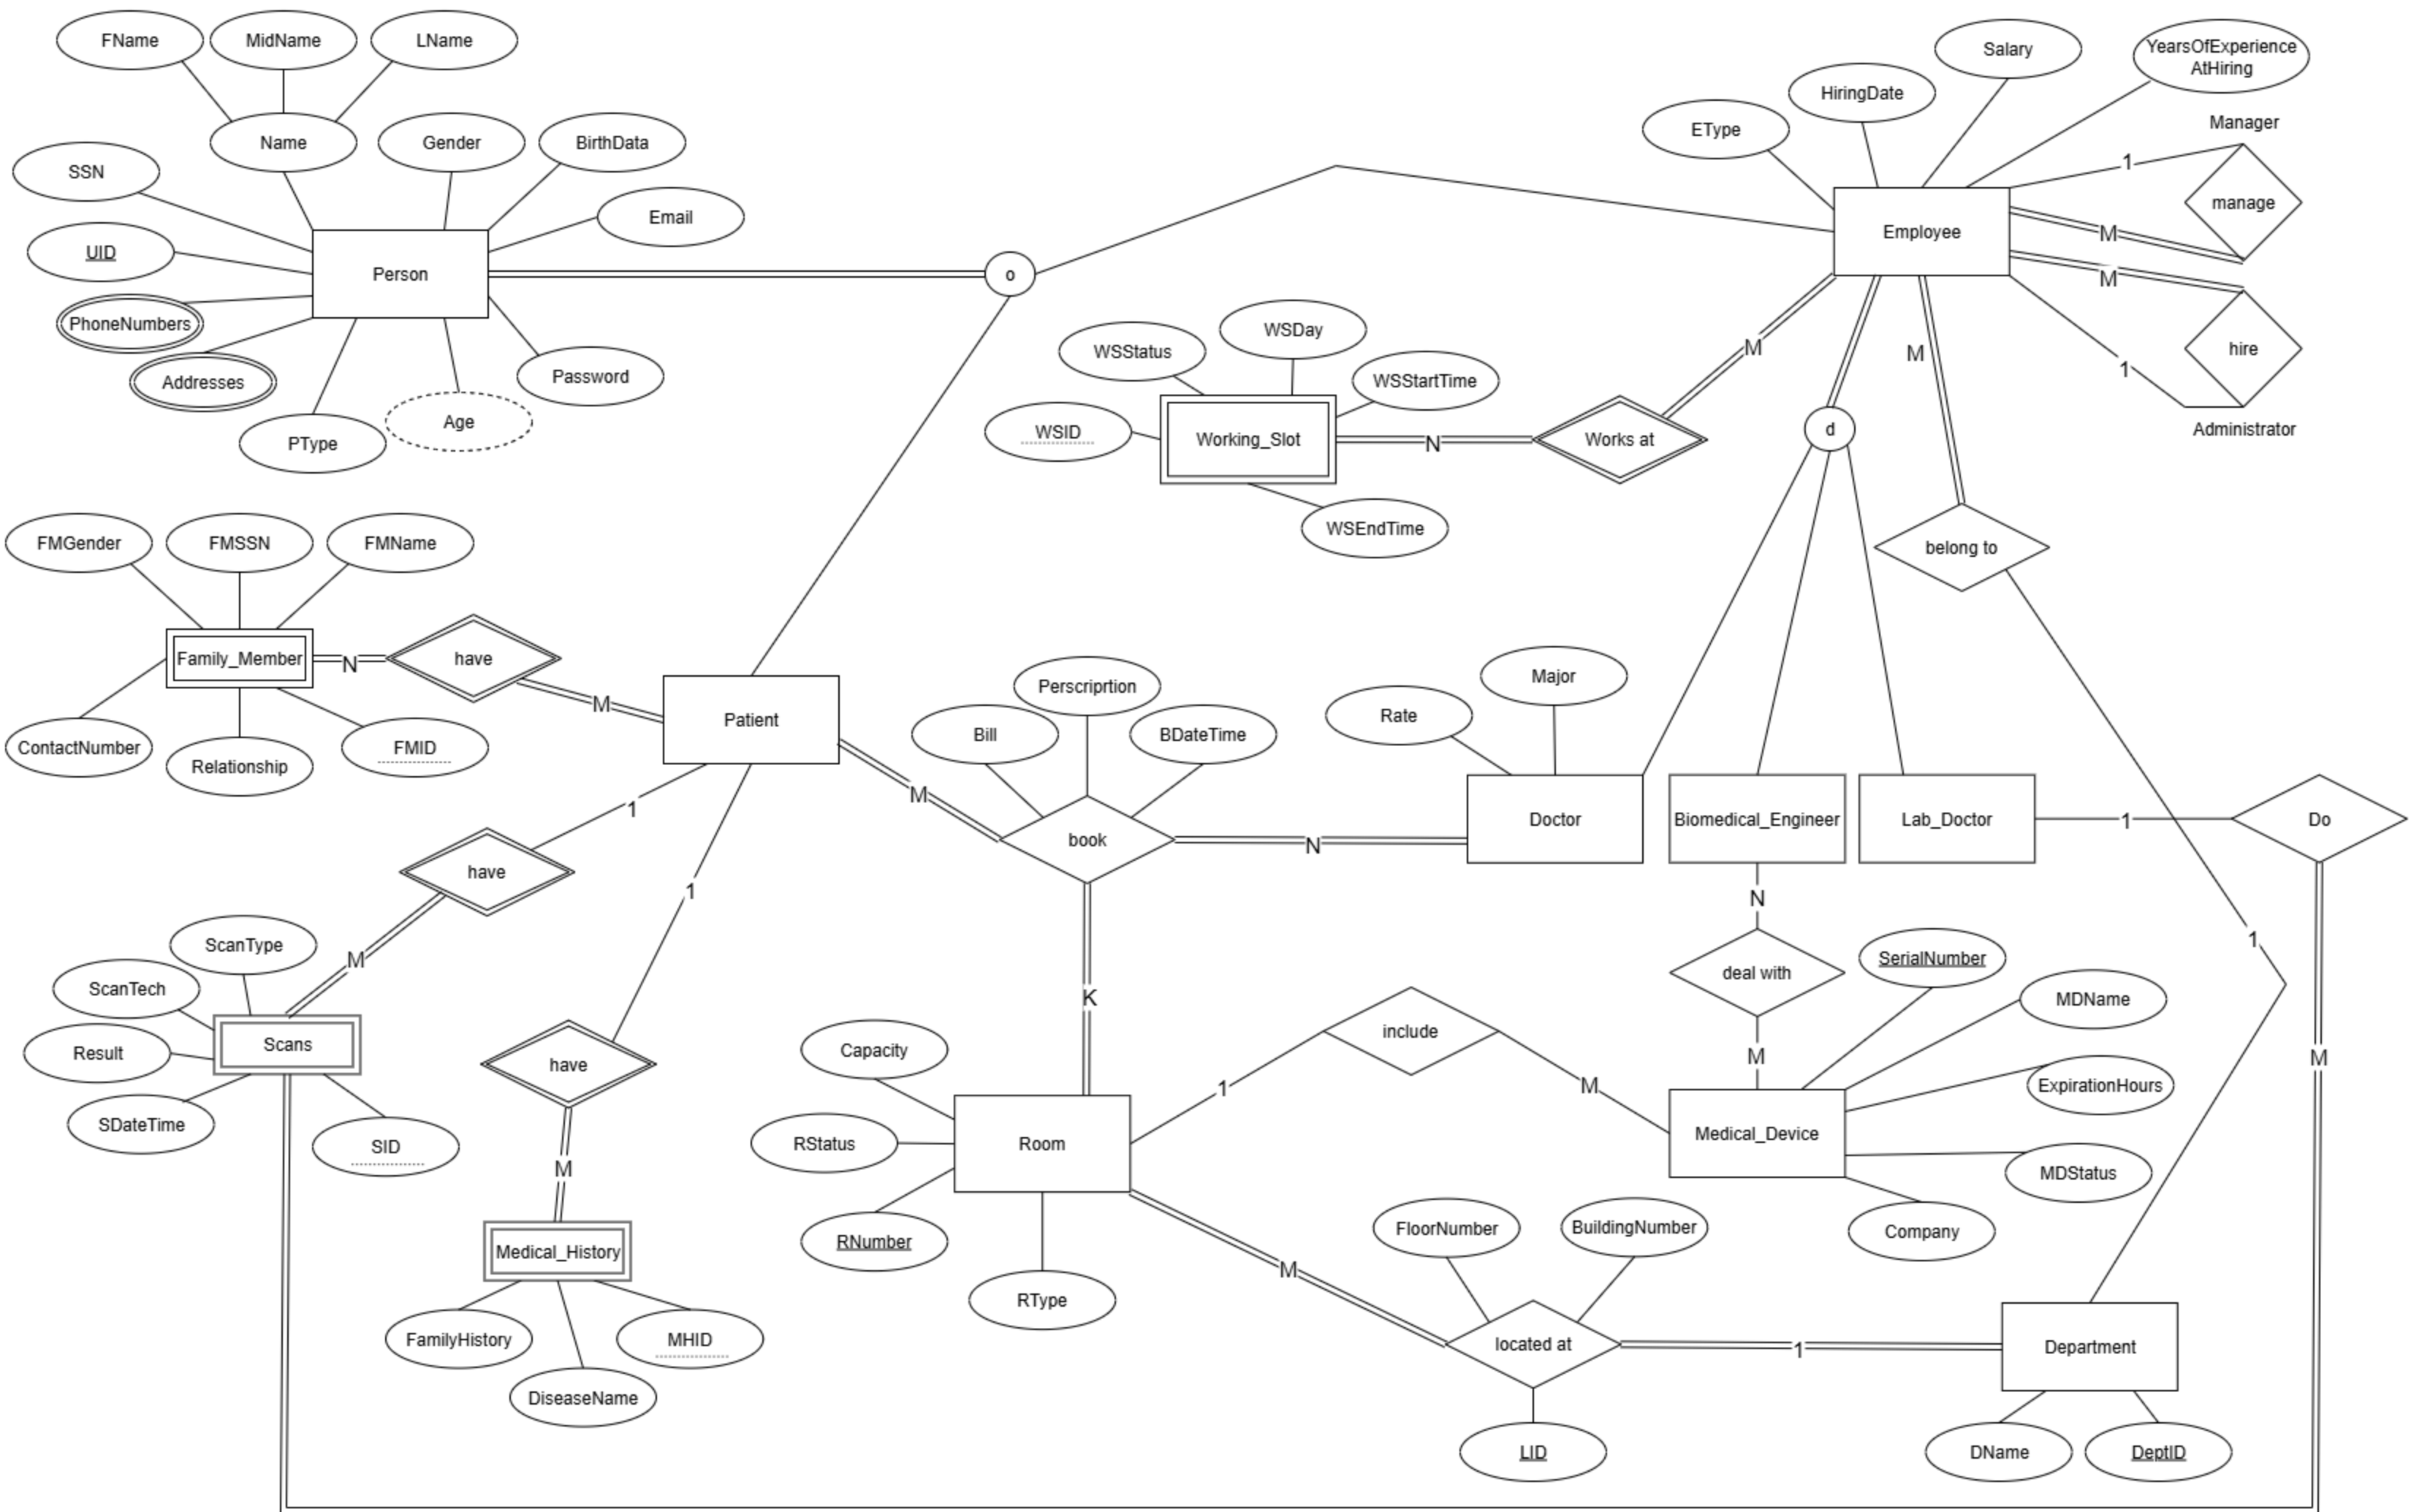 FName
MidName
LName
Name
Gender
BirthData
SSN
UID
Email
Person
PhoneNumbers
Addresses
PType
Age
Password
o
EType
HiringDate
Salary
YearsOfExperience
AtHiring
Manager
1
manage
Employee
M
M
hire
1
Administrator
WSStatus
WSDay
WSStartTime
WSID
Working_Slot
N
Works at
M
WSEndTime
d
M
belong to
FMGender
FMSSN
FMName
Family_Member
N
have
M
ContactNumber
Relationship
FMID
Patient
Perscriprtion
Bill
BDateTime
M
book
N
Rate
Major
Doctor
Biomedical_Engineer
Lab_Doctor
1
Do
1
have
1
M
ScanType
ScanTech
Result
Scans
SDateTime
SID
have
M
Medical_History
FamilyHistory
MHID
DiseaseName
K
Capacity
RStatus
Room
RNumber
RType
1
include
M
N
deal with
M
SerialNumber
MDName
ExpirationHours
MDStatus
Company
Medical_Device
1
M
M
FloorNumber
BuildingNumber
located at
1
LID
Department
DName
DeptID